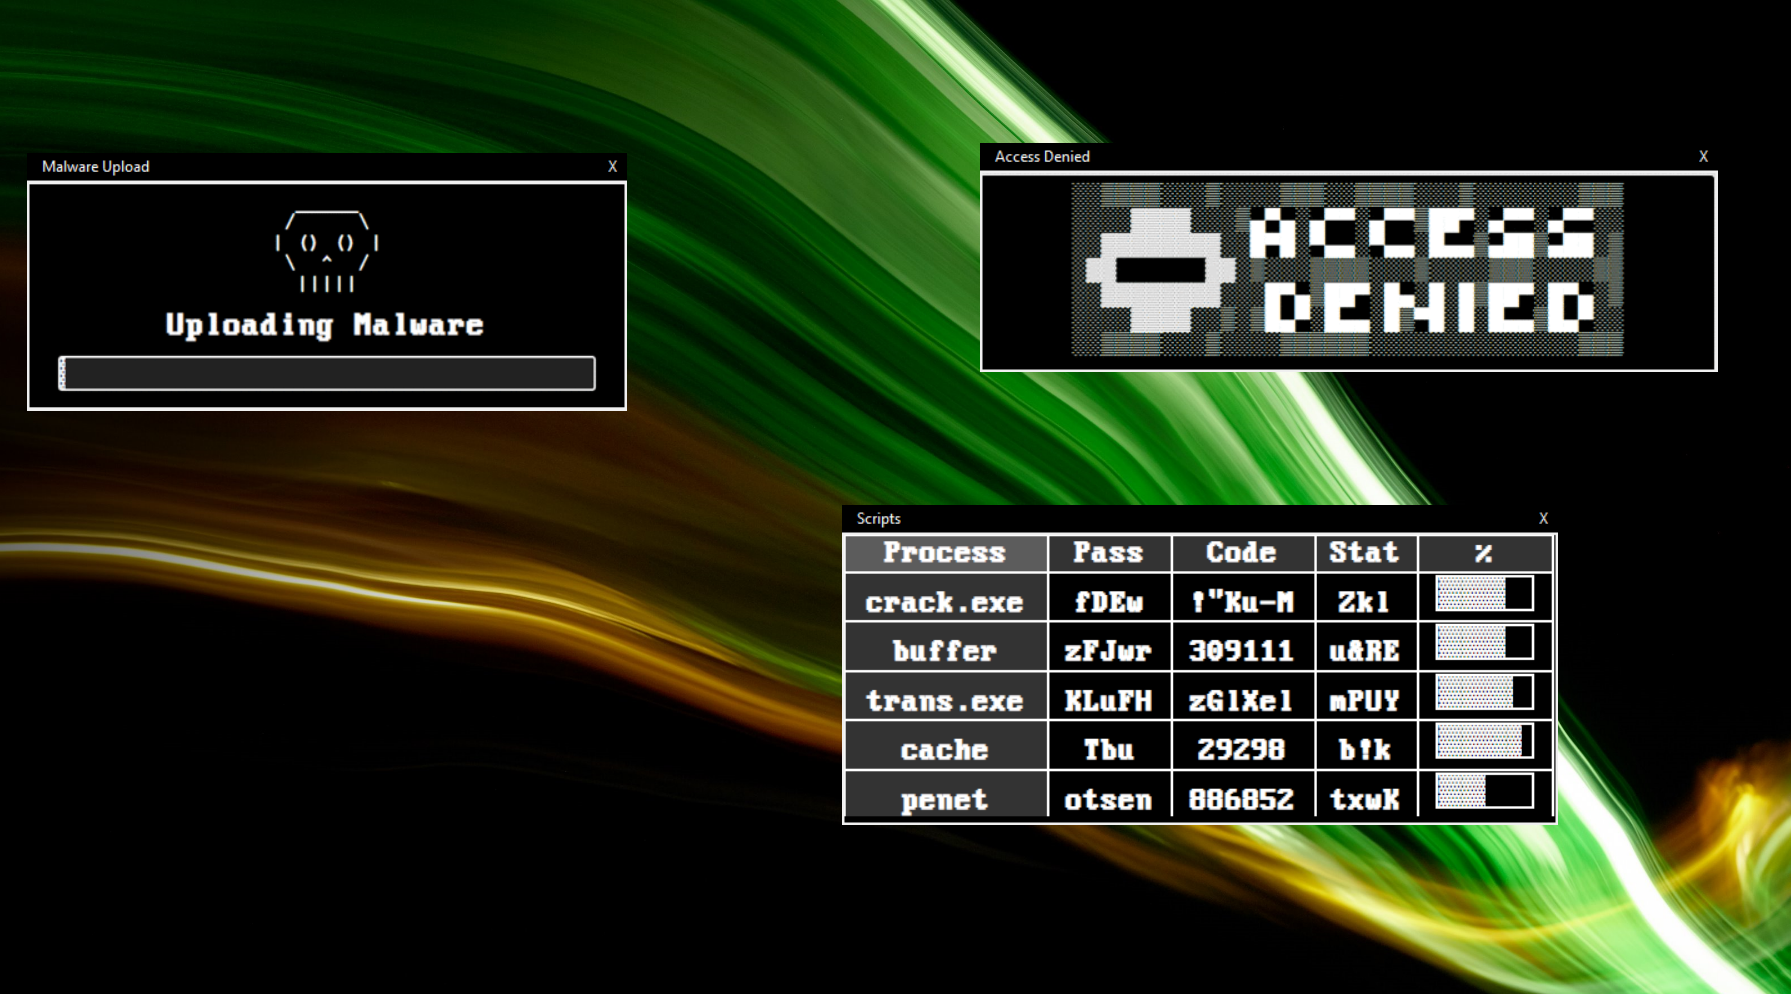 Malware Upload X
Uploading Malware
Access Denied X
ACCESS
DENIED
Scripts X
Process Pass Code Stat %
crack.exe fDEw !"Ku-M Zkl
buffer zFJwr 309111 u&RE
trans.exe KLuFH zGlXel mPUY
cache Tbu 29298 b!k
penet otsen 886852 txwK